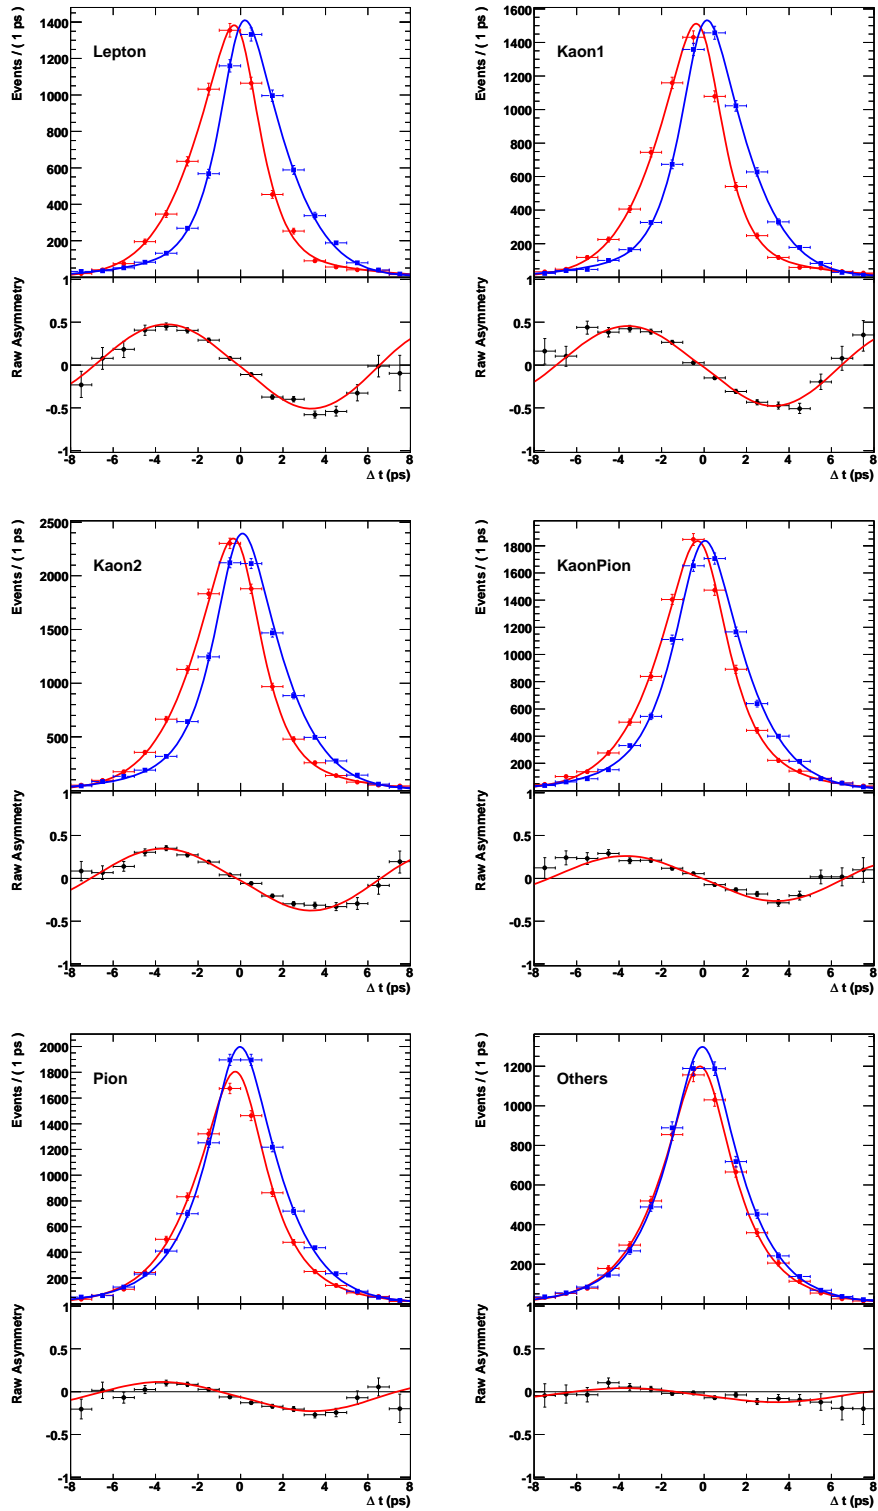 Events / ( 1 ps )
1400
1200
1000
800
600
400
200
Lepton
Raw Asymmetry
1
0.5
0
-0.5
-1
-8 -6 -4 -2 0 2 4 6 8
Δ t (ps)
Events / ( 1 ps )
1600
1400
1200
1000
800
600
400
200
Kaon1
Raw Asymmetry
1
0.5
0
-0.5
-1
-8 -6 -4 -2 0 2 4 6 8
Δ t (ps)
Events / ( 1 ps )
2500
2000
1500
1000
500
Kaon2
Raw Asymmetry
1
0.5
0
-0.5
-1
-8 -6 -4 -2 0 2 4 6 8
Δ t (ps)
Events / ( 1 ps )
1800
1600
1400
1200
1000
800
600
400
200
KaonPion
Raw Asymmetry
1
0.5
0
-0.5
-1
-8 -6 -4 -2 0 2 4 6 8
Δ t (ps)
Events / ( 1 ps )
2000
1800
1600
1400
1200
1000
800
600
400
200
Pion
Raw Asymmetry
1
0.5
0
-0.5
-1
-8 -6 -4 -2 0 2 4 6 8
Δ t (ps)
Events / ( 1 ps )
1200
1000
800
600
400
200
Others
Raw Asymmetry
1
0.5
0
-0.5
-1
-8 -6 -4 -2 0 2 4 6 8
Δ t (ps)